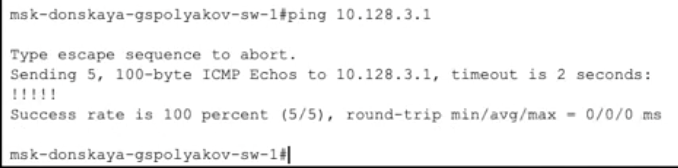 msk-donskaya-gspolyakov-sw-1#ping 10.128.3.1
Type escape sequence to abort.
Sending 5, 100-byte ICMP Echos to 10.128.3.1, timeout is 2 seconds:
!!!!!
Success rate is 100 percent (5/5), round-trip min/avg/max = 0/0/0 ms
msk-donskaya-gspolyakov-sw-1#